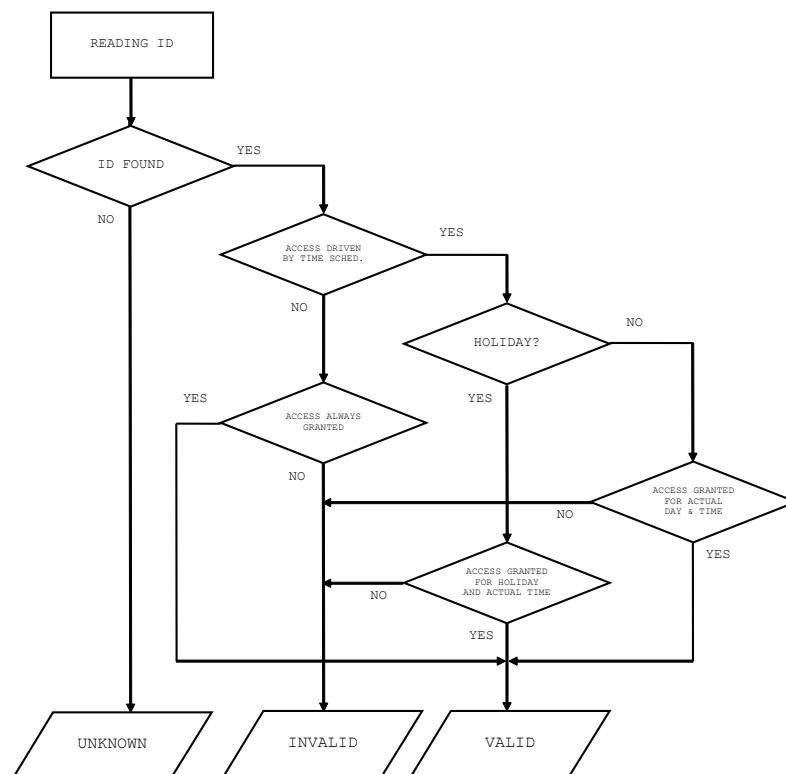 READING ID
YES
ID FOUND
NO
YES
ACCESS DRIVEN
BY TIME SCHED.
NO
NO
HOLIDAY?
YES
YES
ACCESS ALWAYS
GRANTED
NO
ACCESS GRANTED
FOR ACTUAL
DAY & TIME
NO
YES
ACCESS GRANTED
FOR HOLIDAY
AND ACTUAL TIME
NO
YES
UNKNOWN
INVALID
VALID